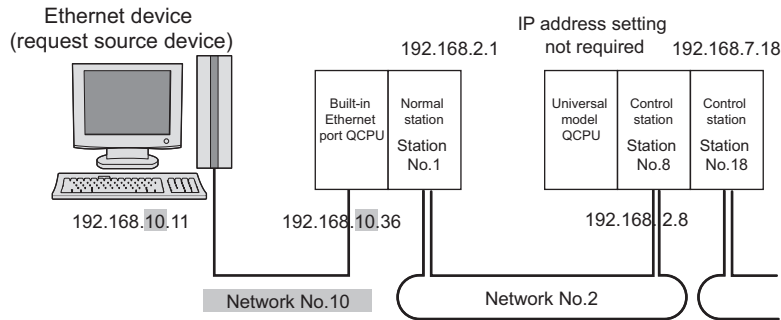 Ethernet device
(request source device)
IP address setting
not required
192.168.2.1
192.168.7.18
Built-in
Ethernet
port QCPU
Normal
station
Station
No.1
Universal
model
QCPU
Control
station
Station
No.8
Control
station
Station
No.18
192.168.10.11
192.168.10.36
192.168.2.8
Network No.10
Network No.2